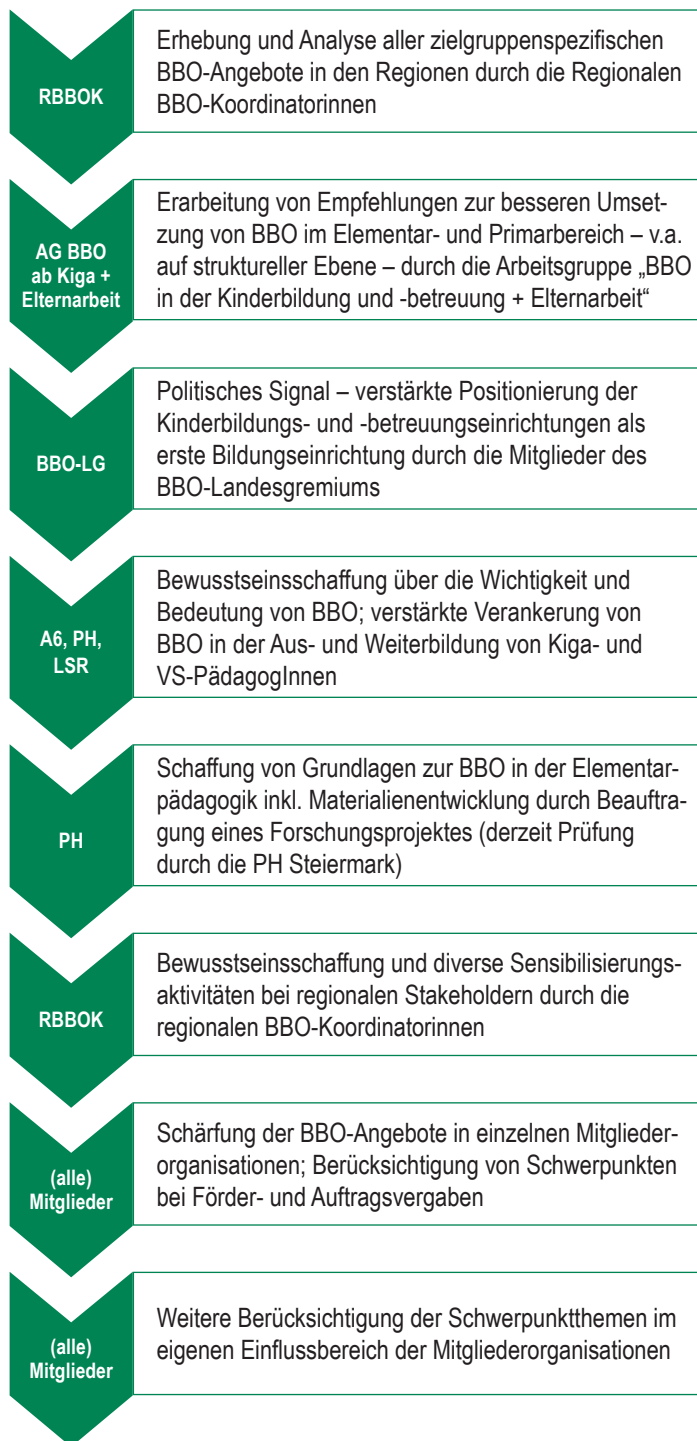 RBBOK
Erhebung und Analyse aller zielgruppenspezifischen
BBO-Angebote in den Regionen durch die Regionalen
BBO-Koordinatorinnen
AG BBO
ab Kiga +
Elternarbeit
Erarbeitung von Empfehlungen zur besseren Umset-
zung von BBO im Elementar- und Primarbereich – v.a.
auf struktureller Ebene – durch die Arbeitsgruppe „BBO
in der Kinderbildung und -betreuung + Elternarbeit“
BBO-LG
Politisches Signal – verstärkte Positionierung der
Kinderbildungs- und -betreuungseinrichtungen als
erste Bildungseinrichtung durch die Mitglieder des
BBO-Landesgremiums
A6, PH,
LSR
Bewusstseinsschaffung über die Wichtigkeit und
Bedeutung von BBO; verstärkte Verankerung von
BBO in der Aus- und Weiterbildung von Kiga- und
VS-PädagogInnen
PH
Schaffung von Grundlagen zur BBO in der Elementar-
pädagogik inkl. Materialienentwicklung durch Beauftra-
gung eines Forschungsprojektes (derzeit Prüfung
durch die PH Steiermark)
RBBOK
Bewusstseinsschaffung und diverse Sensibilisierungs-
aktivitäten bei regionalen Stakeholdern durch die
regionalen BBO-Koordinatorinnen
(alle)
Mitglieder
Schärfung der BBO-Angebote in einzelnen Mitglieder-
organisationen; Berücksichtigung von Schwerpunkten
bei Förder- und Auftragsvergaben
(alle)
Mitglieder
Weitere Berücksichtigung der Schwerpunktthemen im
eigenen Einflussbereich der Mitgliederorganisationen